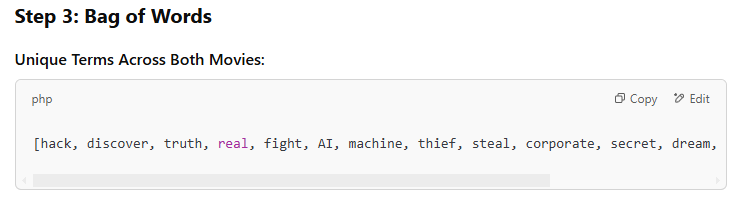 Step 3: Bag of Words
Unique Terms Across Both Movies:
php Copy Edit
[hack, discover, truth, real, fight, AI, machine, thief, steal, corporate, secret, dream,